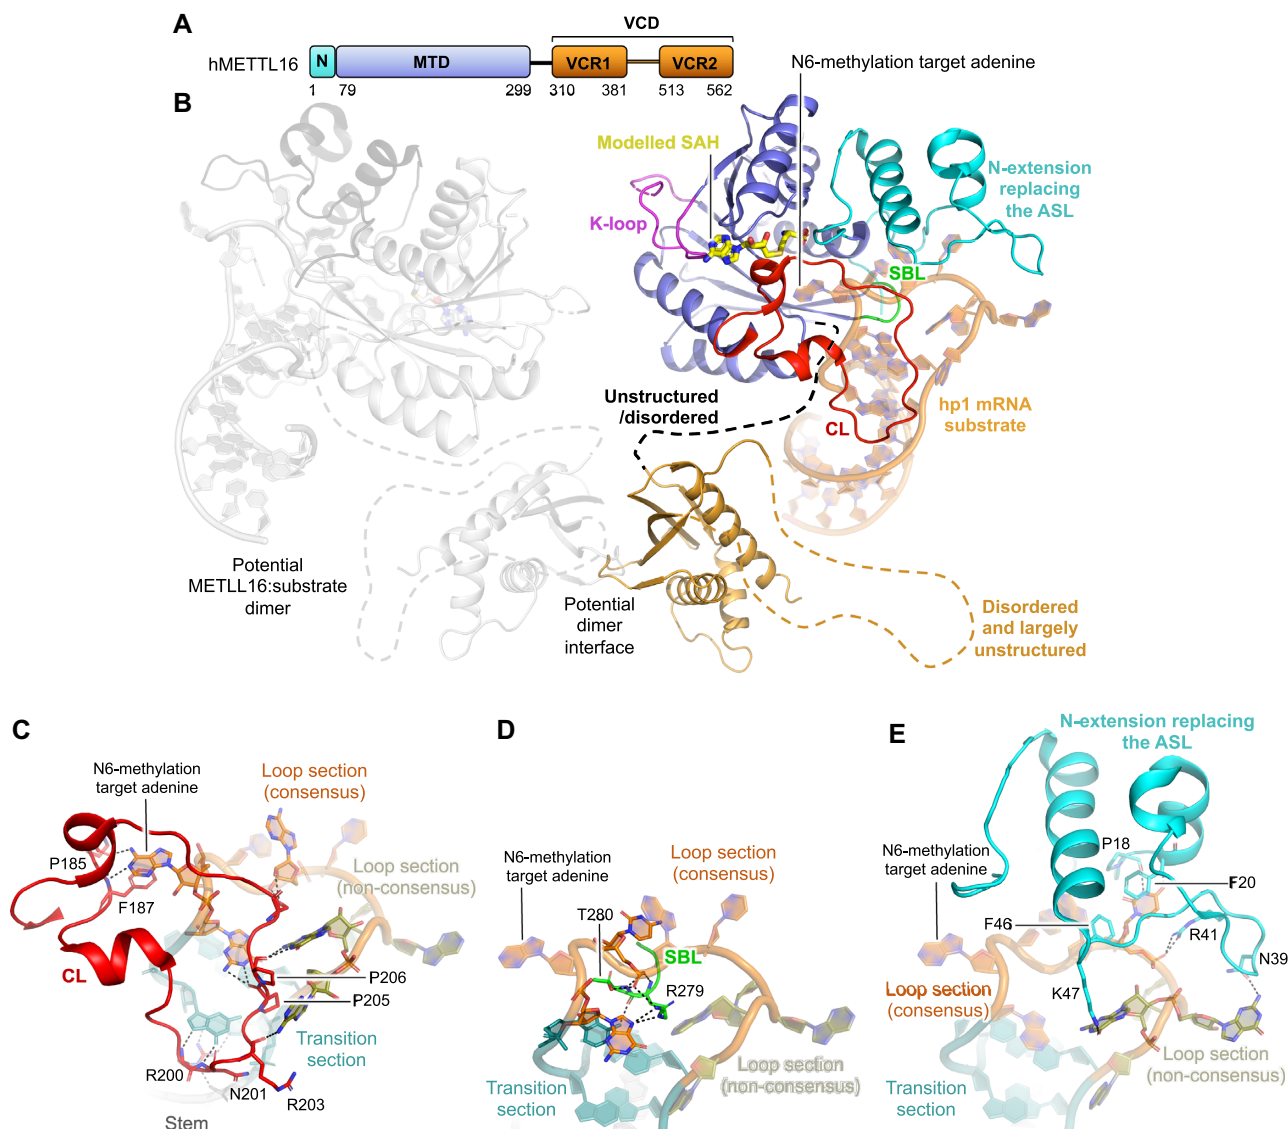 A
VCD
hMETTL16
N
MTD
VCR1
VCR2
1
79
299
310
381
513
562
B
N6-methylation target adenine
Modelled SAH
K-loop
N-extension
replacing
the ASL
SBL
Unstructured
/disordered
CL
hp1 mRNA
substrate
Potential
METLL16:substrate
dimer
Potential
dimer
interface
Disordered
and largely
unstructured
C
N6-methylation
target adenine
Loop section
(consensus)
P185
Loop section
(non-consensus)
F187
CL
P206
P205
Transition
section
R200
N201
R203
Stem
D
N6-methylation
target adenine
Loop section
(consensus)
T280
SBL
R279
Loop section
(non-consensus)
Transition
section
E
N-extension replacing
the ASL
N6-methylation
target adenine
P18
F20
F46
R41
N39
K47
Loop section
(consensus)
Loop section
(non-consensus)
Transition
section